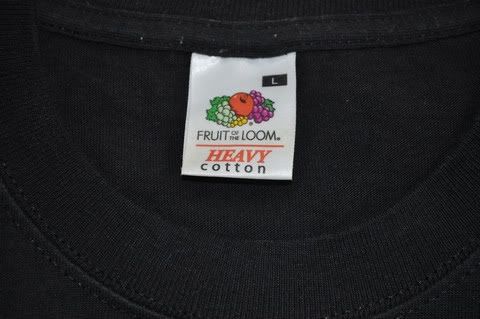 L
FRUIT OF THE LOOM®
HEAVY
cotton